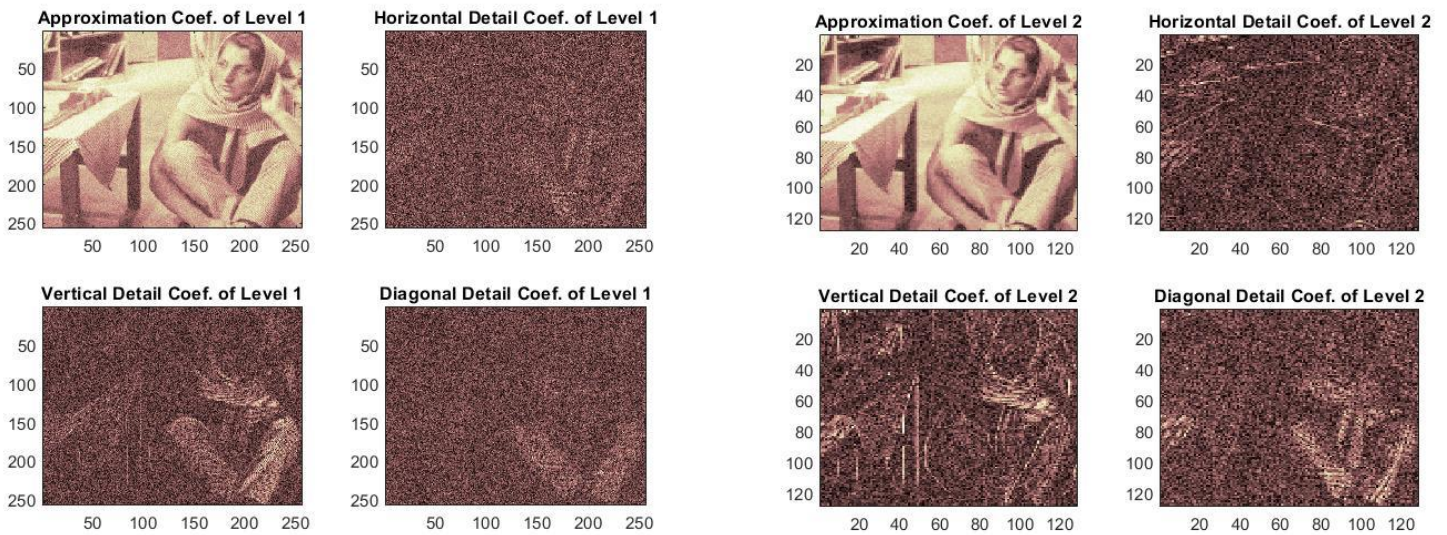 Approximation Coef. of Level 1
50
100
150
200
250
50 100 150 200 250
Horizontal Detail Coef. of Level 1
50
100
150
200
250
50 100 150 200 250
Approximation Coef. of Level 2
20
40
60
80
100
120
20 40 60 80 100 120
Horizontal Detail Coef. of Level 2
20
40
60
80
100
120
20 40 60 80 100 120
Vertical Detail Coef. of Level 1
50
100
150
200
250
50 100 150 200 250
Diagonal Detail Coef. of Level 1
50
100
150
200
250
50 100 150 200 250
Vertical Detail Coef. of Level 2
20
40
60
80
100
120
20 40 60 80 100 120
Diagonal Detail Coef. of Level 2
20
40
60
80
100
120
20 40 60 80 100 120